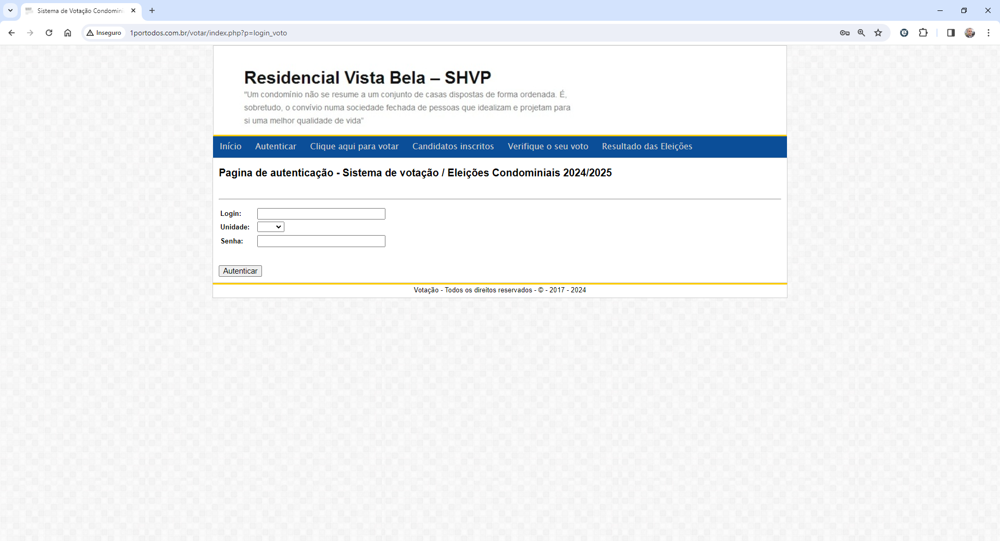 Sistema de Votação Condomini
Inseguro
1portodos.com.br/votar/index.php?p=login_voto
Residencial Vista Bela – SHVP
"Um condomínio não se resume a um conjunto de casas dispostas de forma ordenada. É,
sobretudo, o convívio numa sociedade fechada de pessoas que idealizam e projetam para
si uma melhor qualidade de vida"
Início Autenticar Clique aqui para votar Candidatos inscritos Verifique o seu voto Resultado das Eleições
Pagina de autenticação - Sistema de votação / Eleições Condominiais 2024/2025
Login:
Unidade:
Senha:
Autenticar
Votação - Todos os direitos reservados - © - 2017 - 2024